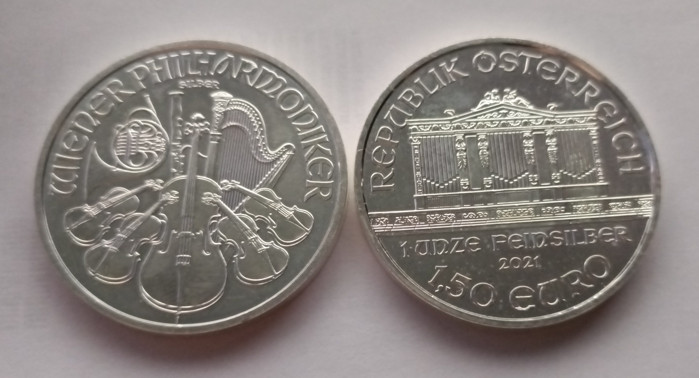 WIENER PHILHARMONIKER
SILBER
REPUBLIK ÖSTERREICH
1 UNZE FEINSILBER
2021
1,50 EURO